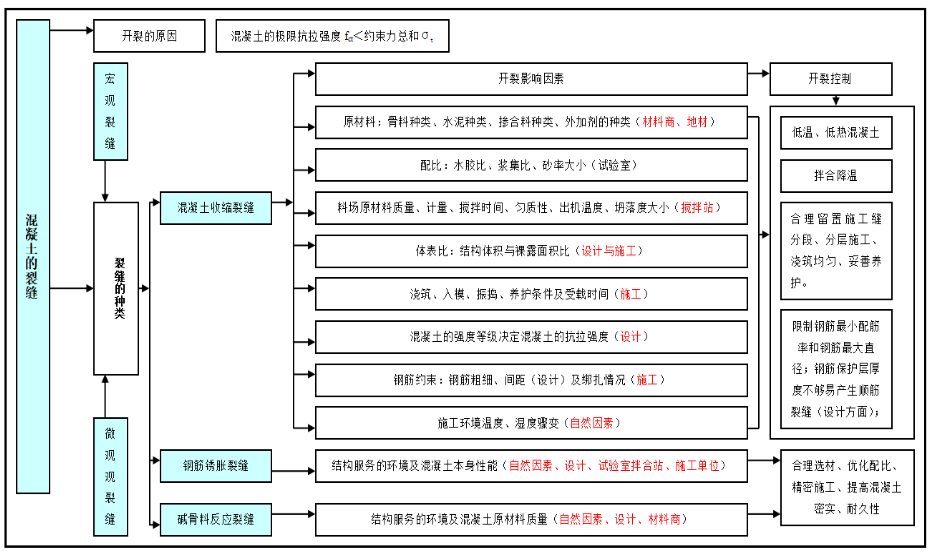 混凝土的裂缝
开裂的原因
混凝土的极限抗拉强度 fct＜约束力总和σt
宏
观
裂
缝
裂缝的种类
微
观
观
裂
缝
混凝土收缩裂缝
钢筋锈胀裂缝
碱骨料反应裂缝
开裂影响因素
原材料：骨料种类、水泥种类、掺合料种类、外加剂的种类（材料商、地材）
配比：水胶比、浆集比、砂率大小（试验室）
料场原材料质量、计量、搅拌时间、匀质性、出机温度、坍落度大小（搅拌站）
体表比：结构体积与裸露面积比（设计与施工）
浇筑、入模、振捣、养护条件及受载时间（施工）
混凝土的强度等级决定混凝土的抗拉强度（设计）
钢筋约束：钢筋粗细、间距（设计）及绑扎情况（施工）
施工环境温度、湿度骤变（自然因素）
结构服务的环境及混凝土本身性能（自然因素、设计、试验室拌合站、施工单位）
结构服务的环境及混凝土原材料质量（自然因素、设计、材料商）
开裂控制
低温、低热混凝土
拌合降温
合理留置施工缝
分段、分层施工、
浇筑均匀、妥善养
护。
限制钢筋最小配筋
率和钢筋最大直
径；钢筋保护层厚
度不够易产生顺筋
裂缝（设计方面）；
合理选材、优化配比、
精密施工、提高混凝土
密实、耐久性